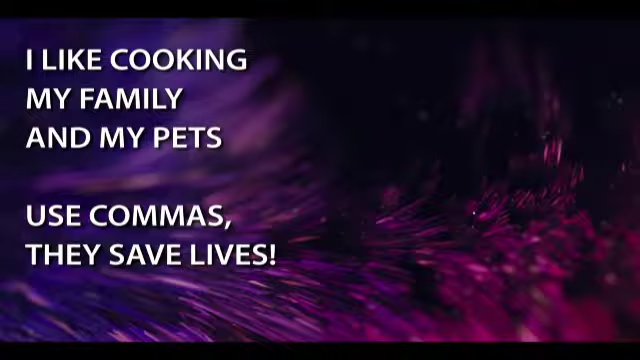 I LIKE COOKING
MY FAMILY
AND MY PETS
USE COMMAS,
THEY SAVE LIVES!